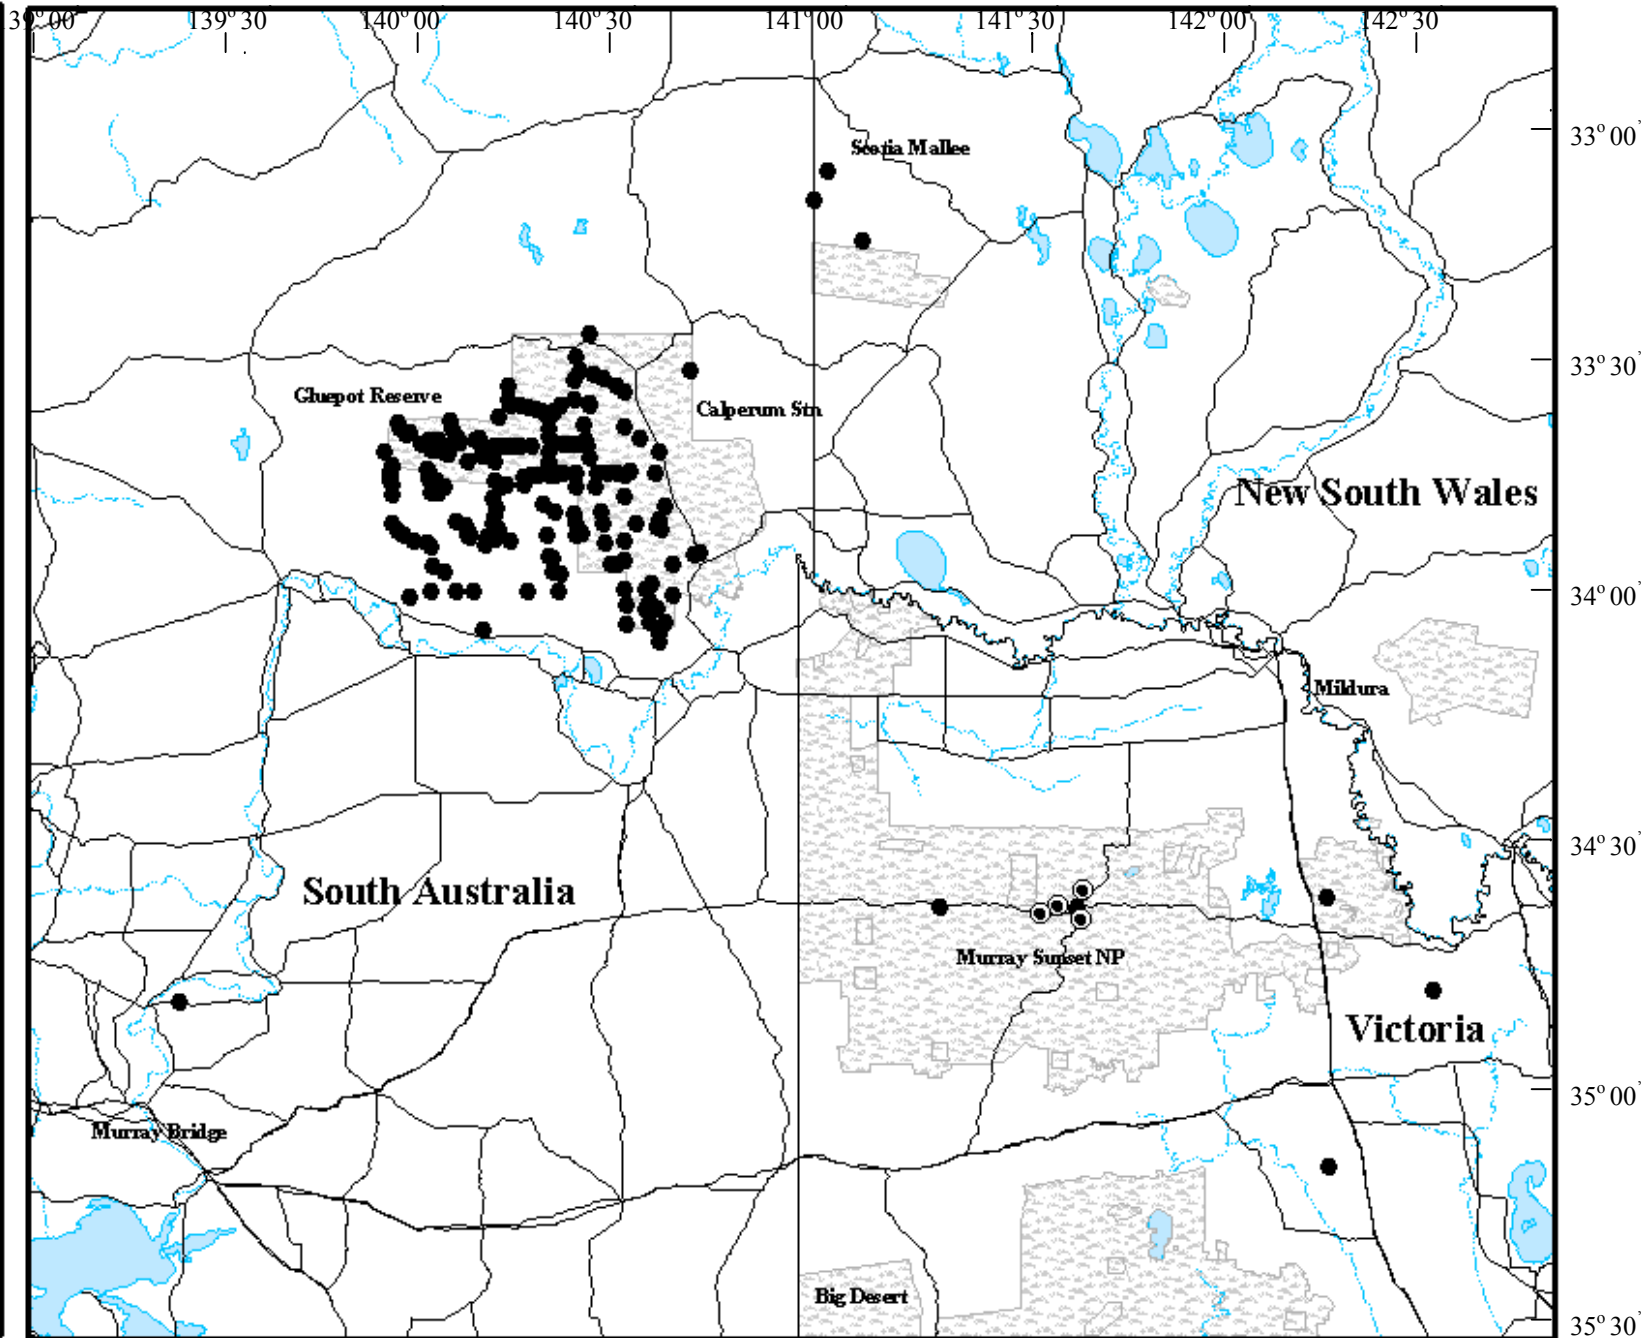 139°00' 139°30' 140°00' 140°30' 141°00 141°30' 142°00' 142°30'
33°00'
Scotia Mallee
33°30'
Gluepot Reserve
Calperum Stn
New South Wales
34°00'
Mildura
34°30'
South Australia
Murray Sunset NP
Victoria
35°00'
Murray Bridge
Big Desert
35°30'